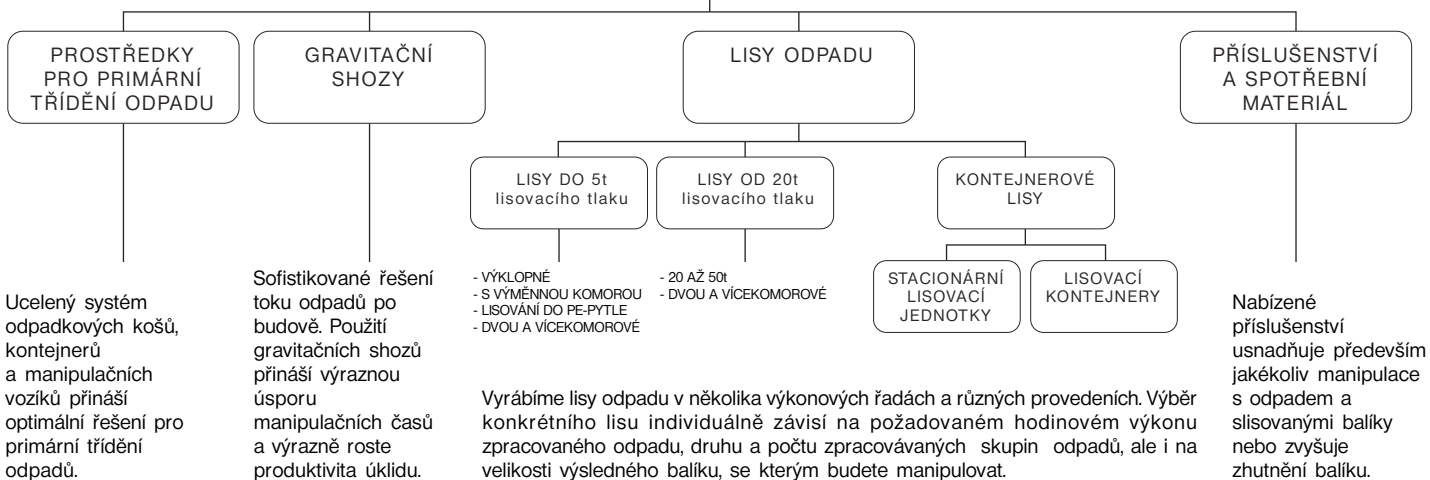 PROSTŘEDKY
PRO PRIMÁRNÍ
TŘÍDĚNÍ ODPADU
GRAVITAČNÍ
SHOZY
LISY ODPADU
PŘÍSLUŠENSTVÍ
A SPOTŘEBNÍ
MATERIÁL
LISY DO 5t
lisovacího tlaku
LISY OD 20t
lisovacího tlaku
KONTEJNEROVÉ
LISY
- VÝKLOPNÉ
- S VÝMĚNNOU KOMOROU
- LISOVÁNÍ DO PE-PYTLE
- DVOU A VÍCEKOMOROVÉ
- 20 AŽ 50t
- DVOU A VÍCEKOMOROVÉ
STACIONÁRNÍ
LISOVACÍ
JEDNOTKY
LISOVACÍ
KONTEJNERY
Ucelený systém
odpadkových košů,
kontejnerů
a manipulačních
vozíků přináší
optimální řešení pro
primární třídění
odpadů.
Sofistikované řešení
toku odpadů po
budově. Použití
gravitačních shozů
přináší výraznou
úsporu
manipulačních časů
a výrazně roste
produktivita úklidu.
Vyrábíme lisy odpadu v několika výkonových řadách a různých provedeních. Výběr
konkrétního lisu individuálně závisí na požadovaném hodinovém výkonu
zpracovaného odpadu, druhu a počtu zpracovávaných skupin odpadů, ale i na
velikosti výsledného balíku, se kterým budete manipulovat.
Nabízené
příslušenství
usnadňuje především
jakékoliv manipulace
s odpadem a
slisovanými balíky
nebo zvyšuje
zhutnění balíku.